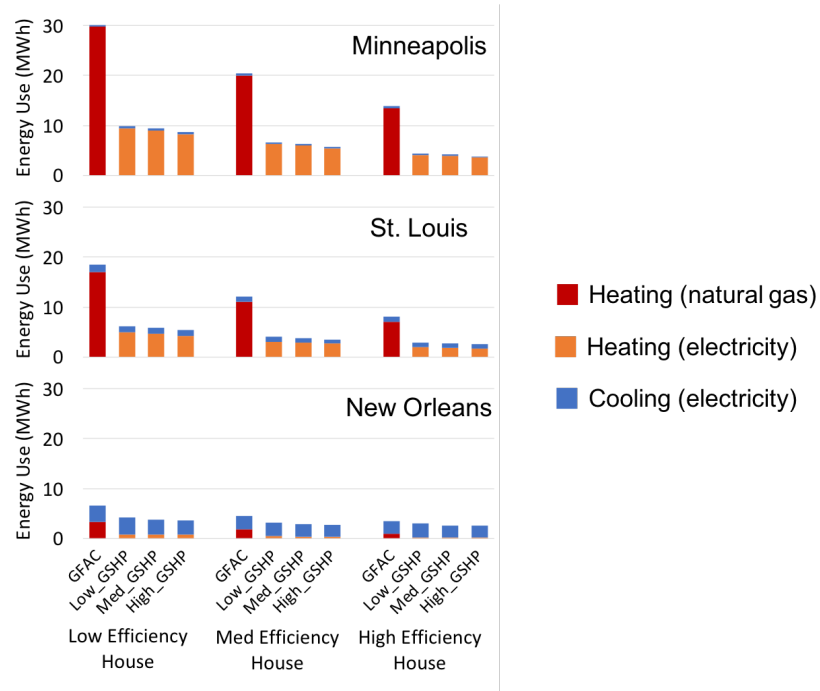 Minneapolis
Energy Use (MWh)
30
20
10
0
St. Louis
Energy Use (MWh)
30
20
10
0
New Orleans
Energy Use (MWh)
30
20
10
0
GFAC
Low_GSHP
Med_GSHP
High_GSHP
GFAC
Low_GSHP
Med_GSHP
High_GSHP
GFAC
Low_GSHP
Med_GSHP
High_GSHP
Low Efficiency
House
Med Efficiency
House
High Efficiency
House
Heating (natural gas)
Heating (electricity)
Cooling (electricity)